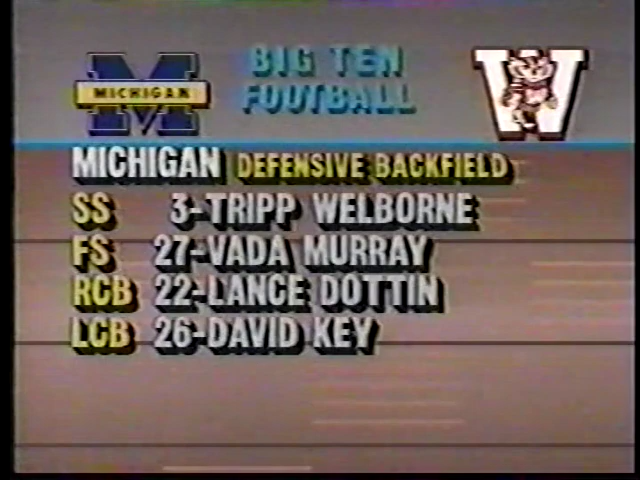 MICHIGAN
BIG TEN
FOOTBALL
W
MICHIGAN DEFENSIVE BACKFIELD
SS 3-TRIPP WELBORNE
FS 27-VADA MURRAY
RCB 22-LANCE DOTTIN
LCB 26-DAVID KEY